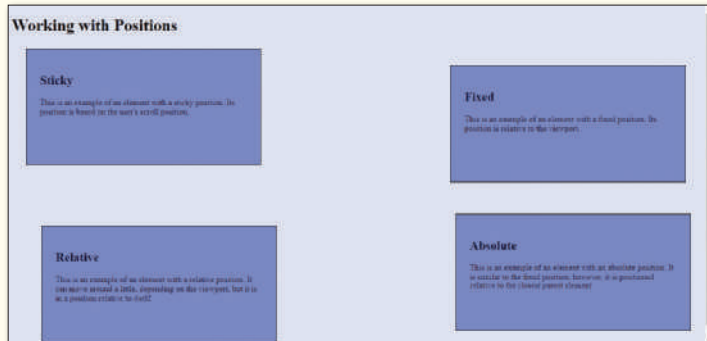 Working with Positions
Sticky
This is an example of an element with a sticky position. Its
position is based on the user's scroll position.
Fixed
This is an example of an element with a fixed position. Its
position is relative to the viewport.
Relative
This is an example of an element with a relative position. It
can move around a little, depending on the viewport, but it is
in a position relative to itself!
Absolute
This is an example of an element with an absolute position. It
is similar to the fixed position, however, it is positioned
relative to the closest parent element!